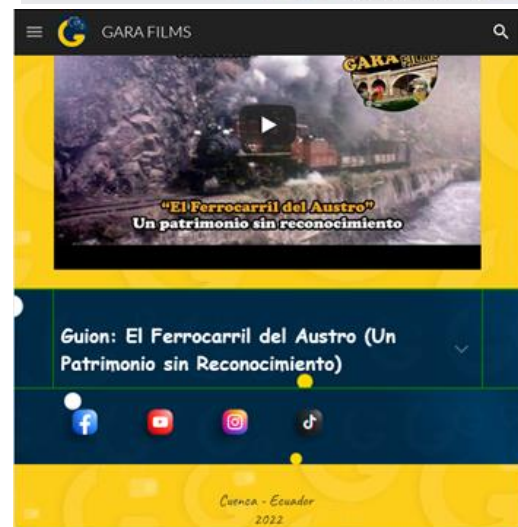 GARA FILMS
GARA FILMS
"El Ferrocarril del Austro"
Un patrimonio sin reconocimiento
Guion: El Ferrocarril del Austro (Un
Patrimonio sin Reconocimiento)
Cuenca - Ecuador
2022